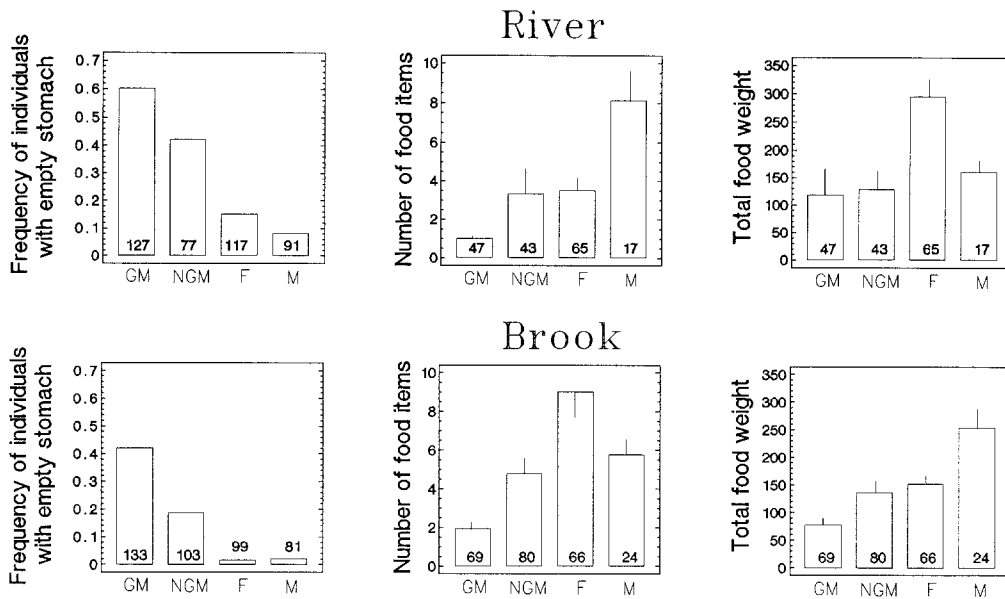 River
Frequency of individuals
with empty stomach
0.7
0.6
0.5
0.4
0.3
0.2
0.1
0
127 77 117 91
GM NGM F M
Number of food items
10
8
6
4
2
0
47 43 65 17
GM NGM F M
Total food weight
350
300
250
200
150
100
50
0
47 43 65 17
GM NGM F M
Brook
Frequency of individuals
with empty stomach
0.7
0.6
0.5
0.4
0.3
0.2
0.1
0
133 103 99 81
GM NGM F M
Number of food items
10
8
6
4
2
0
69 80 66 24
GM NGM F M
Total food weight
350
300
250
200
150
100
50
0
69 80 66 24
GM NGM F M